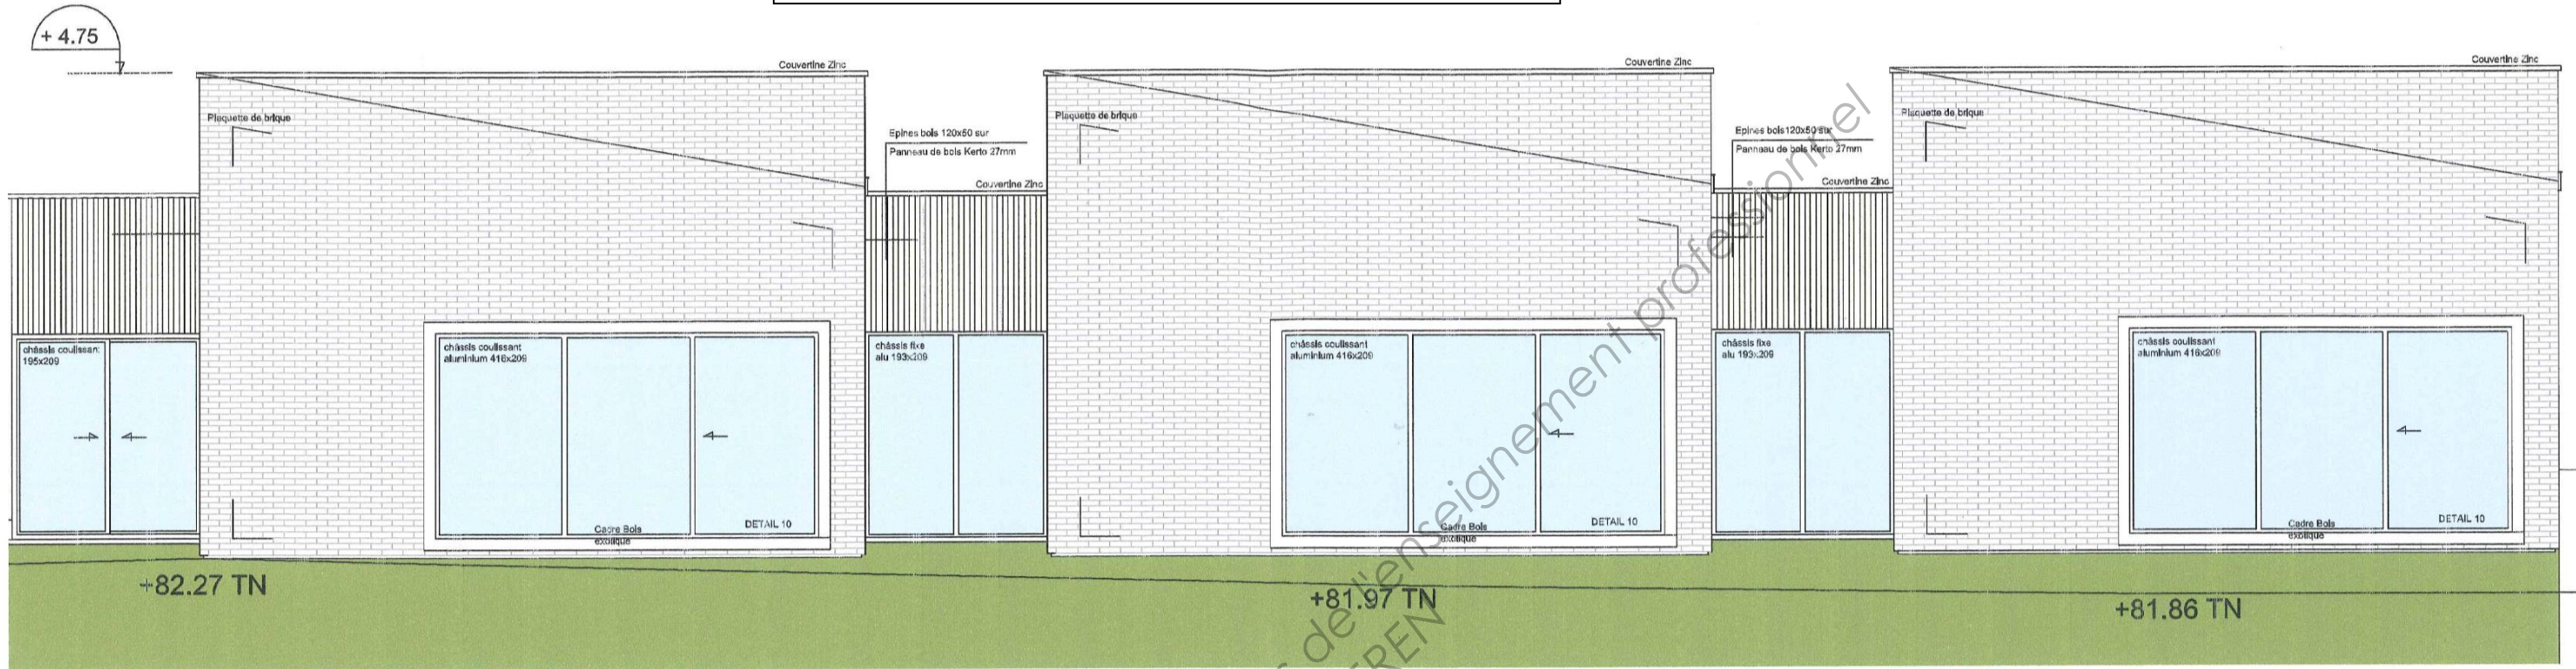 + 4.75
Couvertine Zinc
Couvertine Zinc
Couvertine Zinc
Plaquette de brique
Plaquette de brique
Plaquette de brique
Epines bois 120x50 sur
Panneau de bois Kerto 27mm
Epines bois 120x50 sur
Panneau de bois Kerto 27mm
Couvertine Zinc
Couvertine Zinc
châssis coulissant
195x209
châssis coulissant
aluminium 416x209
châssis fixe
alu 193x209
châssis coulissant
aluminium 416x209
châssis fixe
alu 193x209
châssis coulissant
aluminium 416x209
Cadre Bois
exotique
DETAIL 10
Cadre Bois
exotique
DETAIL 10
Cadre Bois
exotique
DETAIL 10
+82.27 TN
+81.97 TN
+81.86 TN
de l'enseignement professionnel